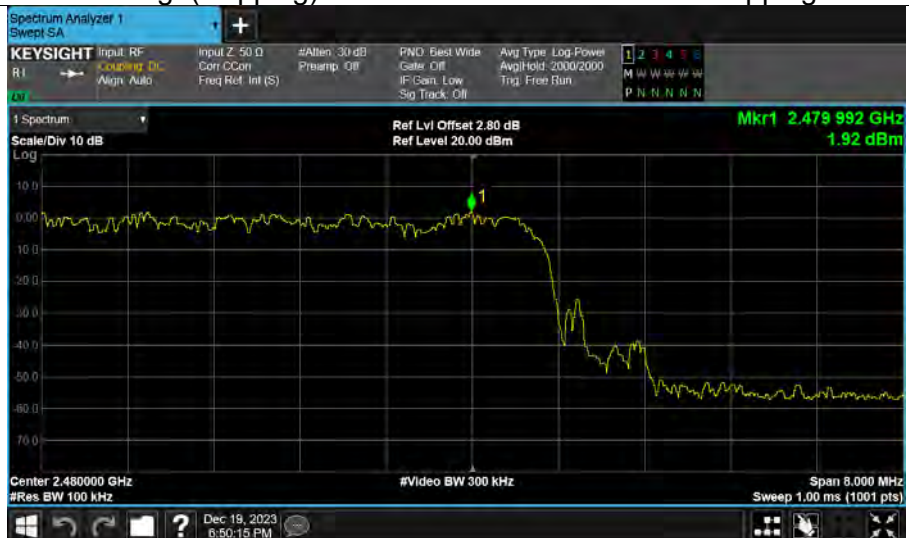 Spectrum Analyzer 1
Swept SA
+
KEYSIGHT Input: RF Input Z: 50 Ω #Atten: 30 dB PNO: Best Wide Avg Type: Log-Power 1 2 3 4 5 6
RL Coupling: DC Corr CCorr Preamp: Off Gate: Off Avg|Hold: 2000/2000 M W W W W W
Align: Auto Freq Ref: Int (S) IF Gain: Low Trig: Free Run
Sig Track: Off P N N N N N
1 Spectrum Ref Lvl Offset 2.80 dB Mkr1 2.479 992 GHz
Scale/Div 10 dB Ref Level 20.00 dBm 1.92 dBm
Log
10.0
1
0.00
-10.0
-20.0
-30.0
-40.0
-50.0
-60.0
-70.0
Center 2.480000 GHz #Video BW 300 kHz Span 8.000 MHz
#Res BW 100 kHz Sweep 1.00 ms (1001 pts)
? Dec 19, 2023
6:50:15 PM